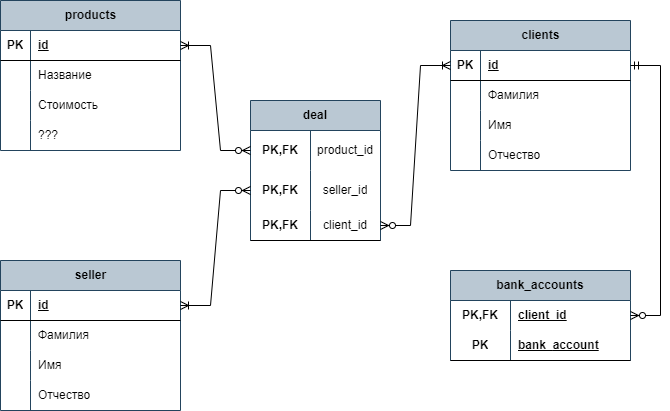 products
PK id
Название
Стоимость
???
clients
PK id
Фамилия
Имя
Отчество
deal
PK,FK product_id
PK,FK seller_id
PK,FK client_id
seller
PK id
Фамилия
Имя
Отчество
bank_accounts
PK,FK client_id
PK bank_account